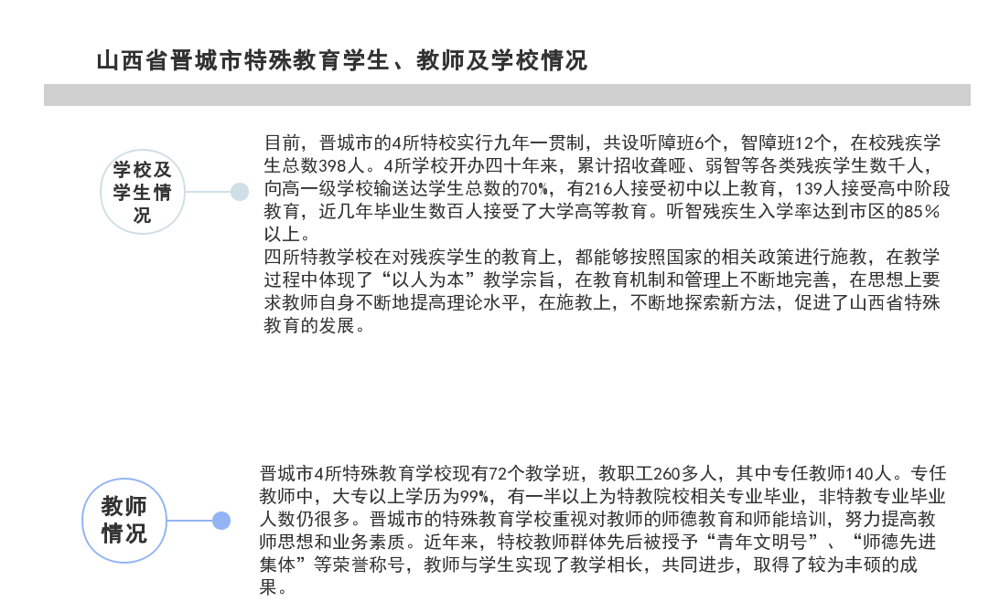 山西省晋城市特殊教育学生、教师及学校情况
学校及
学生情
况
目前，晋城市的4所特校实行九年一贯制，共设听障班6个，智障班12个，在校残疾学
生总数398人。4所学校开办四十年来，累计招收聋哑、弱智等各类残疾学生数千人，
向高一级学校输送达学生总数的70%，有216人接受初中以上教育，139人接受高中阶段
教育，近几年毕业生数百人接受了大学高等教育。听智残疾生入学率达到市区的85％
以上。
四所特教学校在对残疾学生的教育上，都能够按照国家的相关政策进行施教，在教学
过程中体现了“以人为本”教学宗旨，在教育机制和管理上不断地完善，在思想上要
求教师自身不断地提高理论水平，在施教上，不断地探索新方法，促进了山西省特殊
教育的发展。
教师
情况
晋城市4所特殊教育学校现有72个教学班，教职工260多人，其中专任教师140人。专任
教师中，大专以上学历为99%，有一半以上为特教院校相关专业毕业，非特教专业毕业
人数仍很多。晋城市的特殊教育学校重视对教师的师德教育和师能培训，努力提高教
师思想和业务素质。近年来，特校教师群体先后被授予“青年文明号”、“师德先进
集体”等荣誉称号，教师与学生实现了教学相长，共同进步，取得了较为丰硕的成
果。